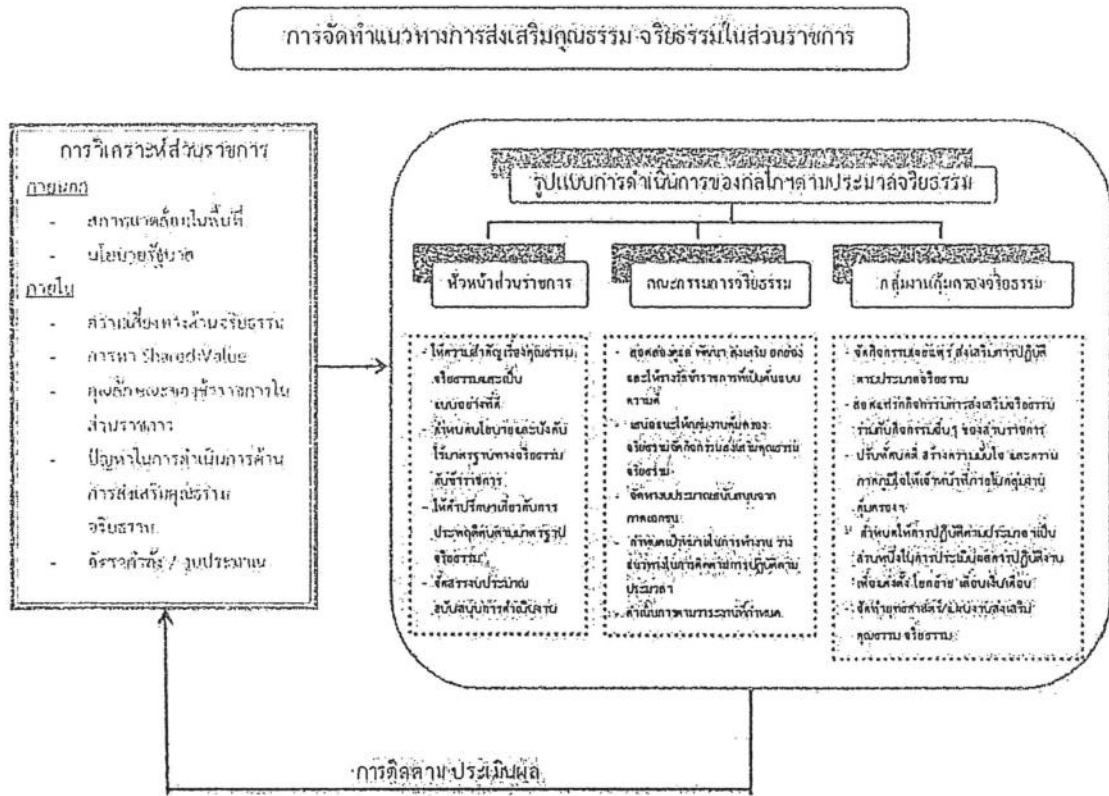 การจัดทำแนวทางการส่งเสริมคุณธรรม จริยธรรมในส่วนราชการ
การวิเคราะห์ส่วนราชการ
ภายนอก
- สภาพแวดล้อมในพื้นที่
- นโยบายรัฐบาล
ภายใน
- ความเสี่ยงทางด้านจริยธรรม
- การหา Shared Value
- คุณลักษณะของข้าราชการใน
ส่วนราชการ
- ปัญหาในการดำเนินการด้าน
การส่งเสริมคุณธรรม
จริยธรรม
- อัตรากำลัง / งบประมาณ
รูปแบบการดำเนินการของกลไกฯตามประมวลจริยธรรม
หัวหน้าส่วนราชการ
- ให้ความสำคัญเรื่องคุณธรรม
จริยธรรมและเป็น
แบบอย่างที่ดี
- กำหนดนโยบายและบังคับ
ใช้มาตรฐานทางจริยธรรม
กับข้าราชการ
- ให้คำปรึกษาเกี่ยวกับการ
ประพฤติตนตามมาตรฐาน
จริยธรรม
- จัดสรรงบประมาณ
สนับสนุนการดำเนินงาน
คณะกรรมการจริยธรรม
- สอดส่องดูแล พัฒนา ส่งเสริม ยกย่อง
และให้รางวัลข้าราชการที่เป็นต้นแบบ
ความดี
- เสนอแนะให้กลุ่มงานคุ้มครอง
จริยธรรมจัดกิจกรรมส่งเสริมคุณธรรม
จริยธรรม
- จัดหางบประมาณสนับสนุนจาก
ภาคเอกชน
- กำหนดเป้าหมายในการทำงาน วาง
แนวทางในการติดตามการปฏิบัติตาม
ประมวลฯ
- ดำเนินการตามวาระงานที่กำหนด
กลุ่มงานคุ้มครองจริยธรรม
- จัดกิจกรรมเผยแพร่ ส่งเสริมการปฏิบัติ
ตามประมวลจริยธรรม
- สอดแทรกกิจกรรมการส่งเสริมจริยธรรม
ร่วมกับกิจกรรมอื่นๆ ของส่วนราชการ
- ปรับทัศนคติ สร้างความมั่นใจ และความ
ภาคภูมิใจให้เจ้าหน้าที่ภายในกลุ่มงาน
คุ้มครองฯ
- กำหนดให้การปฏิบัติตามประมวลฯ เป็น
ส่วนหนึ่งในการประเมินผลการปฏิบัติงาน
เพื่อแต่งตั้ง โยกย้าย เลื่อนเงินเดือน
- จัดทำยุทธศาสตร์/แผนงานส่งเสริม
คุณธรรม จริยธรรม
การติดตาม ประเมินผล